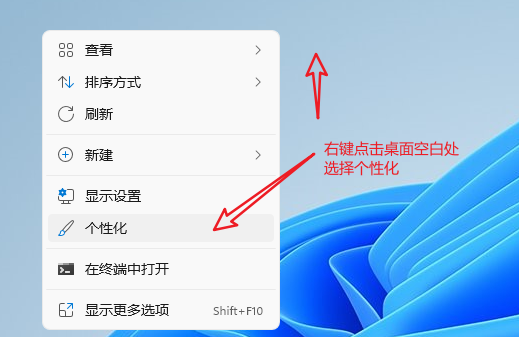 查看
排序方式
刷新
新建
右键点击桌面空白处
选择个性化
显示设置
个性化
在终端中打开
显示更多选项 Shift+F10